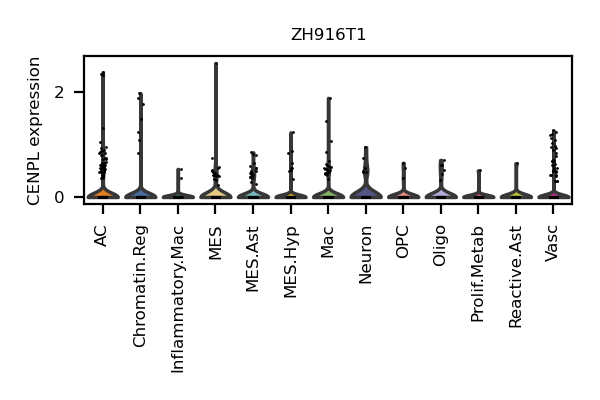 ZH916T1
CENPL expression
2
0
AC
Chromatin.Reg
Inflammatory.Mac
MES
MES.Ast
MES.Hyp
Mac
Neuron
OPC
Oligo
Prolif.Metab
Reactive.Ast
Vasc